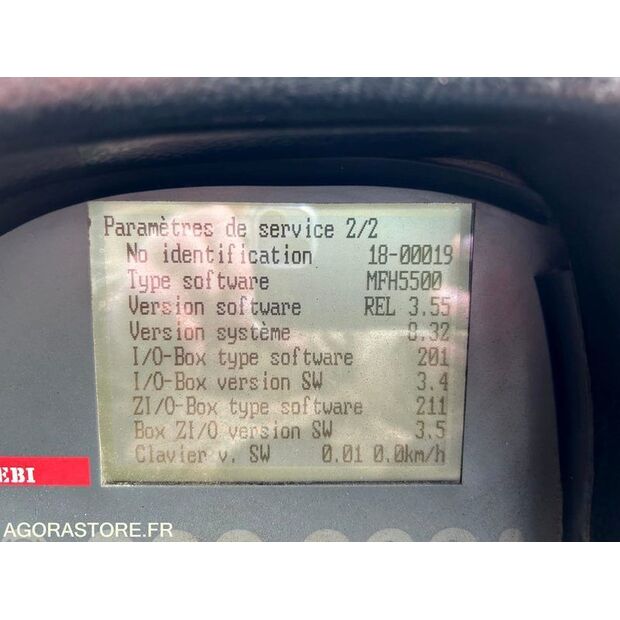 Paramètres de service 2/2
No identification 18-00019
Type software MFH5500
Version software REL 3.55
Version système 8.32
I/O-Box type software 201
I/O-Box version SW 3.4
ZI/O-Box type software 211
Box ZI/O version SW 3.5
Clavier v. SW 0.01 0.0km/h
EBI
AGORASTORE.FR